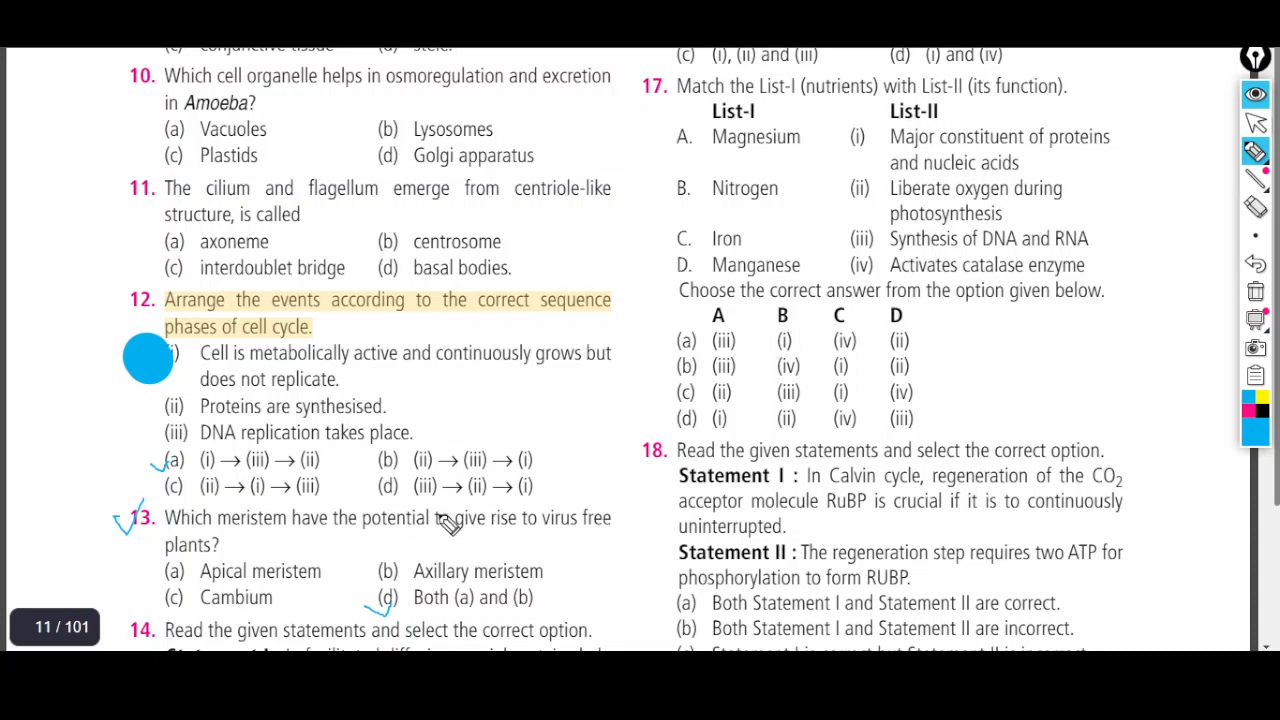 (c) conjunctive tissue (d) stele.
10. Which cell organelle helps in osmoregulation and excretion
in Amoeba?
(a) Vacuoles (b) Lysosomes
(c) Plastids (d) Golgi apparatus
11. The cilium and flagellum emerge from centriole-like
structure, is called
(a) axoneme (b) centrosome
(c) interdoublet bridge (d) basal bodies.
12. Arrange the events according to the correct sequence
phases of cell cycle.
i) Cell is metabolically active and continuously grows but
does not replicate.
(ii) Proteins are synthesised.
(iii) DNA replication takes place.
(a) (i) → (iii) → (ii) (b) (ii) → (iii) → (i)
(c) (ii) → (i) → (iii) (d) (iii) → (ii) → (i)
13. Which meristem have the potential to give rise to virus free
plants?
(a) Apical meristem (b) Axillary meristem
(c) Cambium (d) Both (a) and (b)
14. Read the given statements and select the correct option.
11 / 101
(c) (i), (ii) and (iii) (d) (i) and (iv)
17. Match the List-I (nutrients) with List-II (its function).
List-I List-II
A. Magnesium (i) Major constituent of proteins
and nucleic acids
B. Nitrogen (ii) Liberate oxygen during
photosynthesis
C. Iron (iii) Synthesis of DNA and RNA
D. Manganese (iv) Activates catalase enzyme
Choose the correct answer from the option given below.
A B C D
(a) (iii) (i) (iv) (ii)
(b) (iii) (iv) (i) (ii)
(c) (ii) (iii) (i) (iv)
(d) (i) (ii) (iv) (iii)
18. Read the given statements and select the correct option.
Statement I : In Calvin cycle, regeneration of the CO₂
acceptor molecule RuBP is crucial if it is to continuously
uninterrupted.
Statement II : The regeneration step requires two ATP for
phosphorylation to form RUBP.
(a) Both Statement I and Statement II are correct.
(b) Both Statement I and Statement II are incorrect.